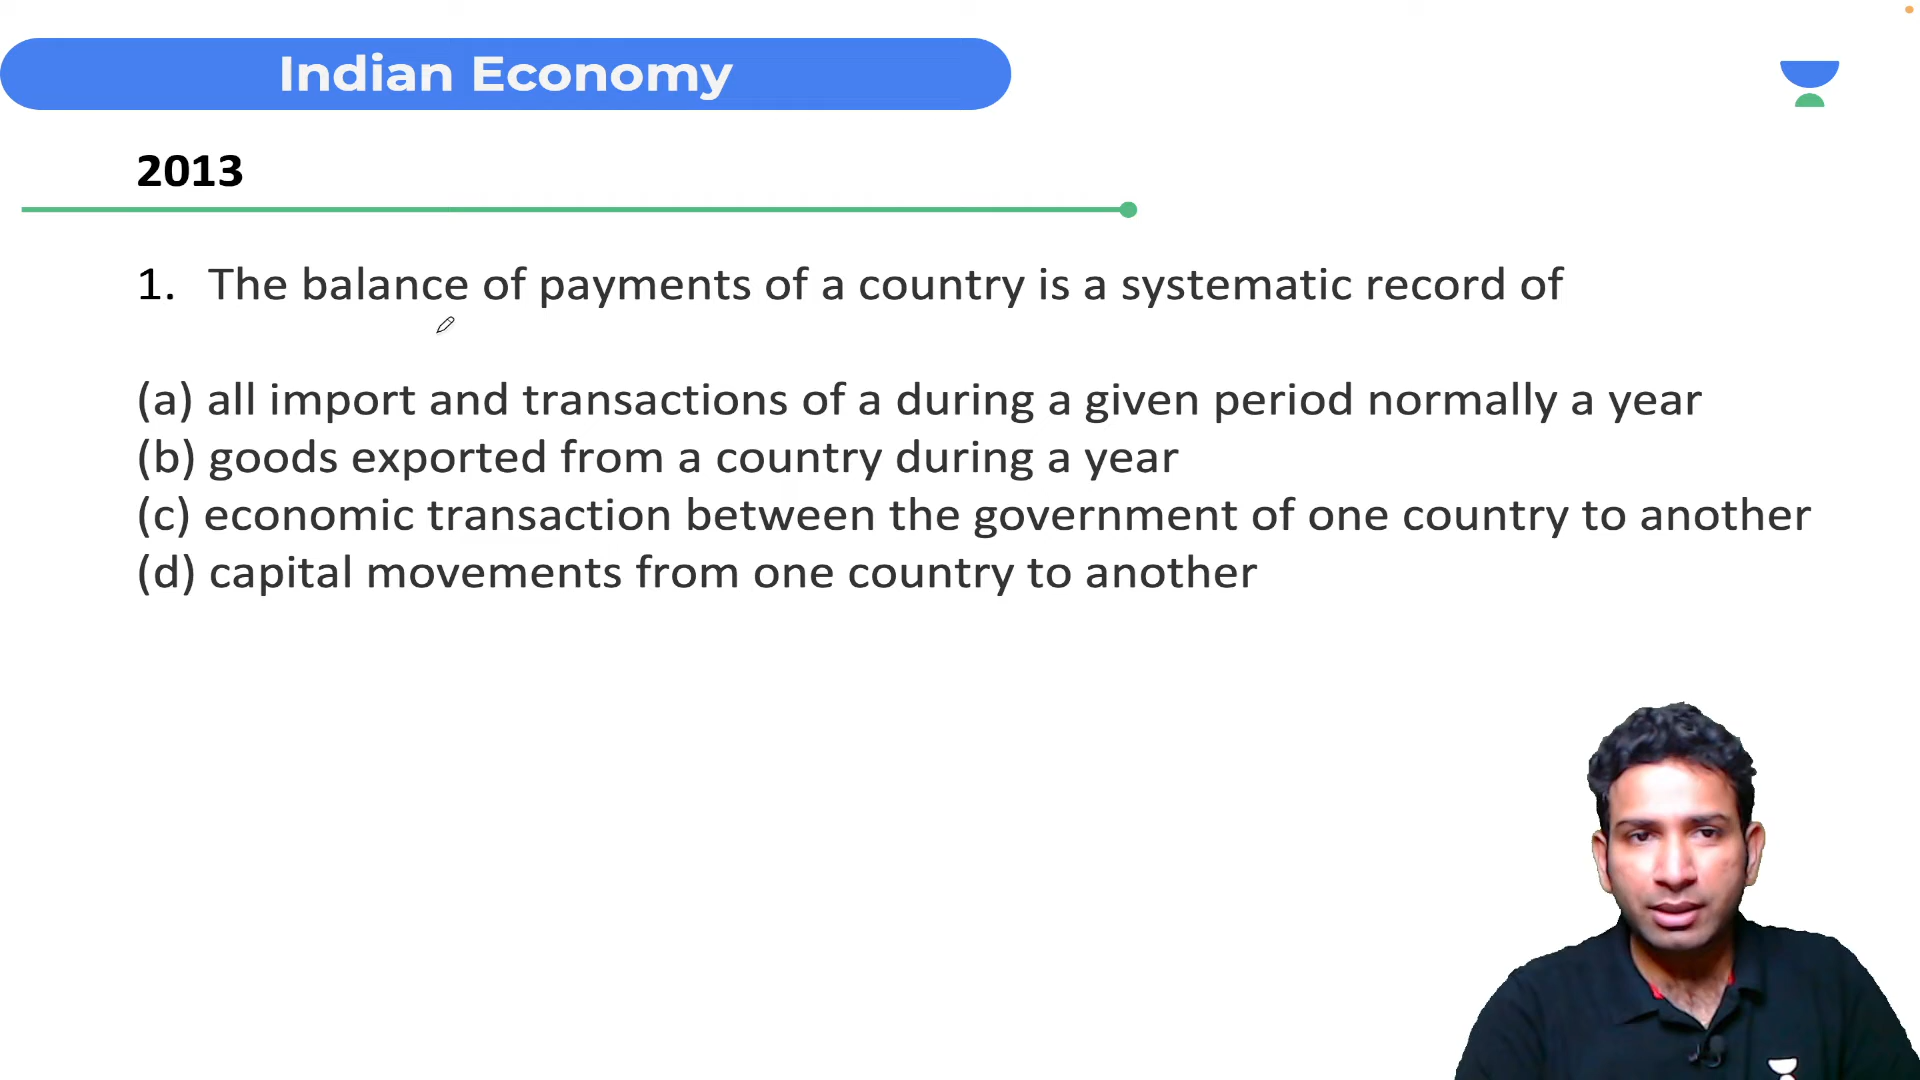 Indian Economy
2013
1. The balance of payments of a country is a systematic record of
(a) all import and transactions of a during a given period normally a year
(b) goods exported from a country during a year
(c) economic transaction between the government of one country to another
(d) capital movements from one country to another